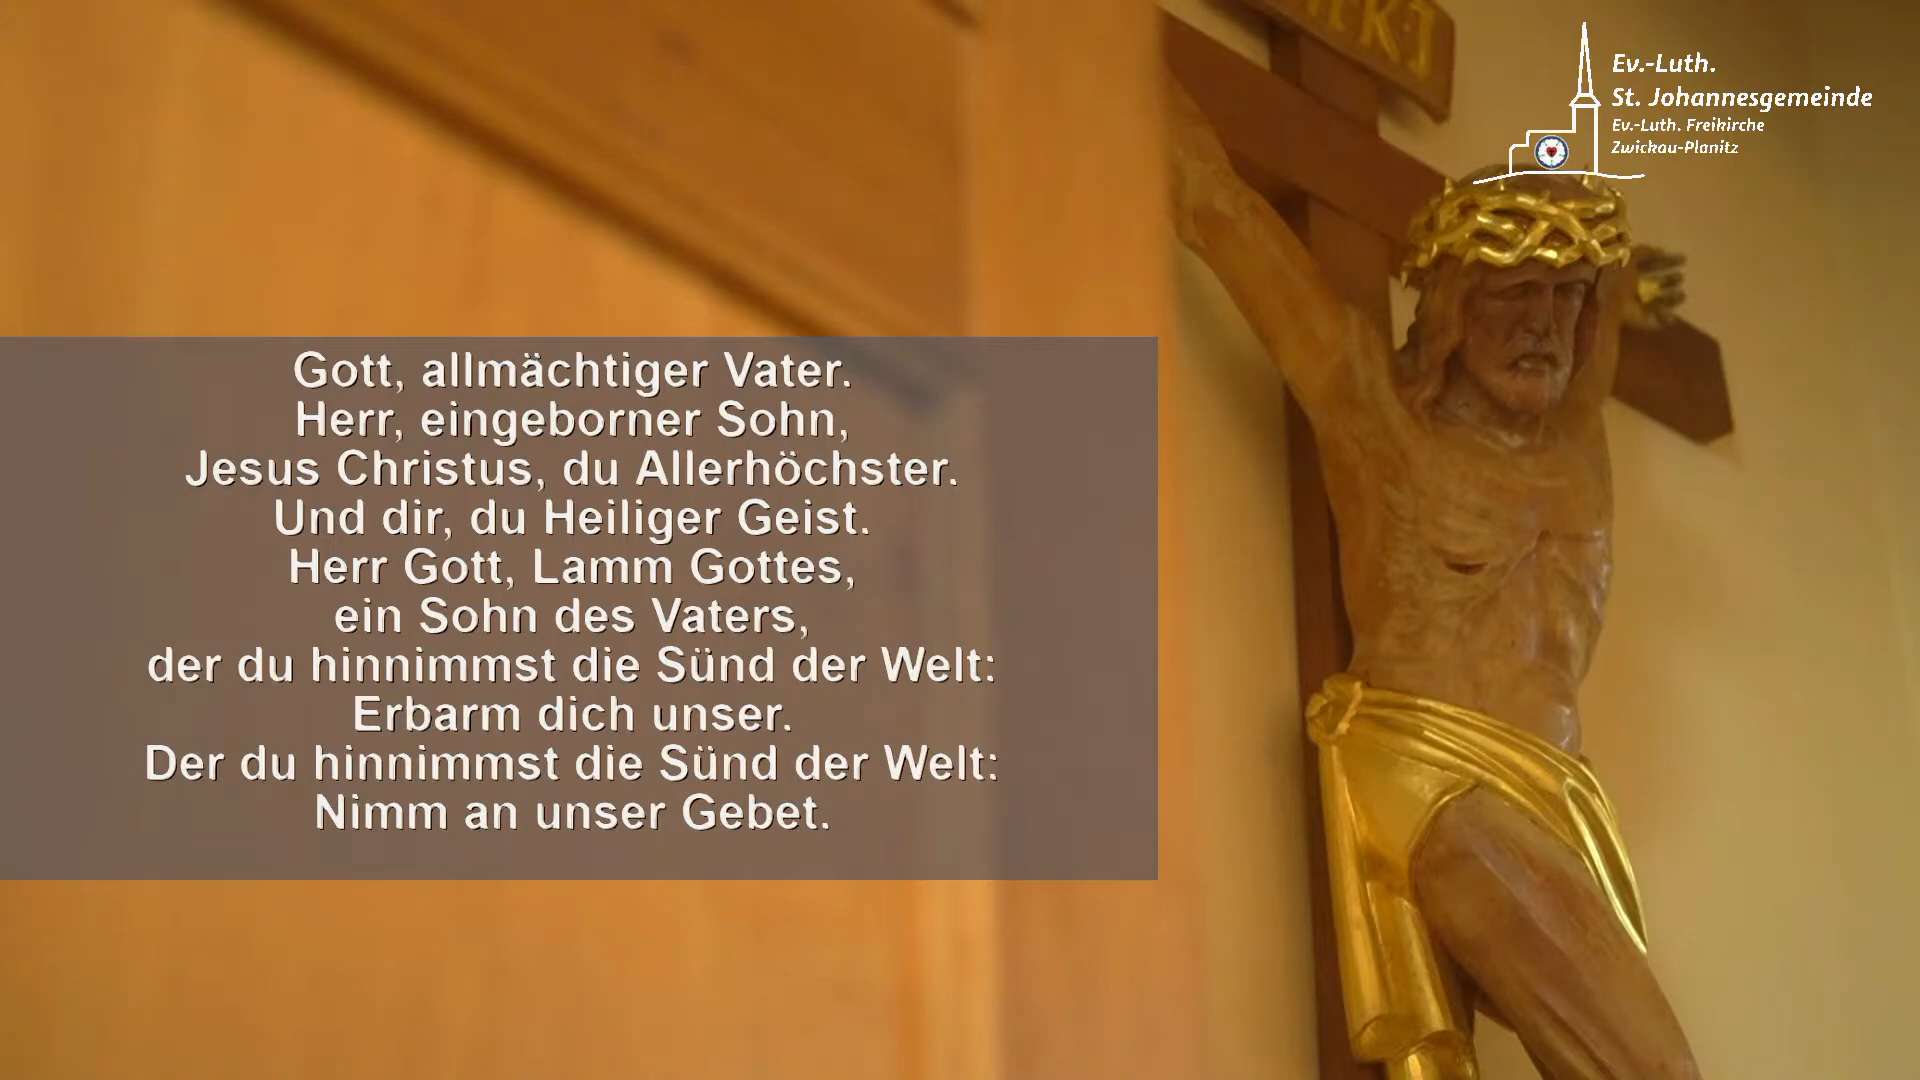 Ev.-Luth.
St. Johannesgemeinde
Ev.-Luth. Freikirche
Zwickau-Planitz
Gott, allmächtiger Vater.
Herr, eingeborner Sohn,
Jesus Christus, du Allerhöchster.
Und dir, du Heiliger Geist.
Herr Gott, Lamm Gottes,
ein Sohn des Vaters,
der du hinnimmst die Sünd der Welt:
Erbarm dich unser.
Der du hinnimmst die Sünd der Welt:
Nimm an unser Gebet.